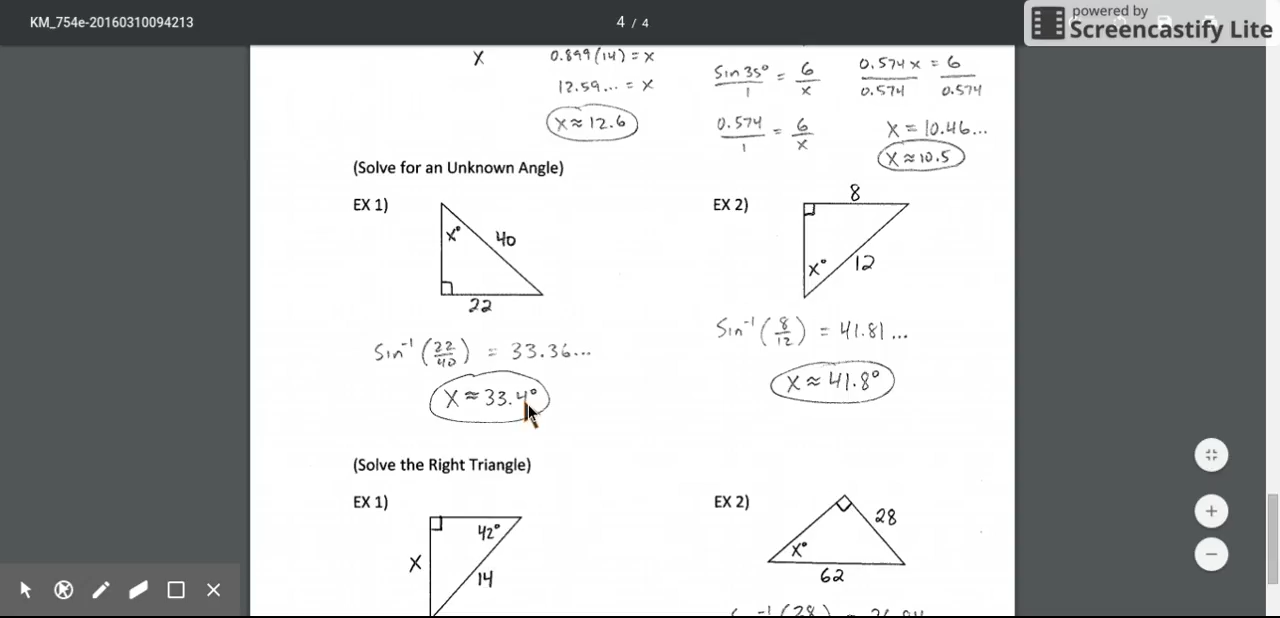 KM_754e-20160310094213
4 / 4
powered by
Screencastify Lite
x
0.899(14) = x
12.59... = x
x ≈ 12.6
Sin 35° / 1 = 6 / x
0.574 / 1 = 6 / x
0.574x / 0.574 = 6 / 0.574
x = 10.46...
x ≈ 10.5
(Solve for an Unknown Angle)
EX 1)
x°
40
22
Sin⁻¹ (22/40) = 33.36...
x ≈ 33.4°
EX 2)
8
x°
12
Sin⁻¹ (8/12) = 41.81...
x ≈ 41.8°
(Solve the Right Triangle)
EX 1)
42°
x
14
EX 2)
28
x°
62